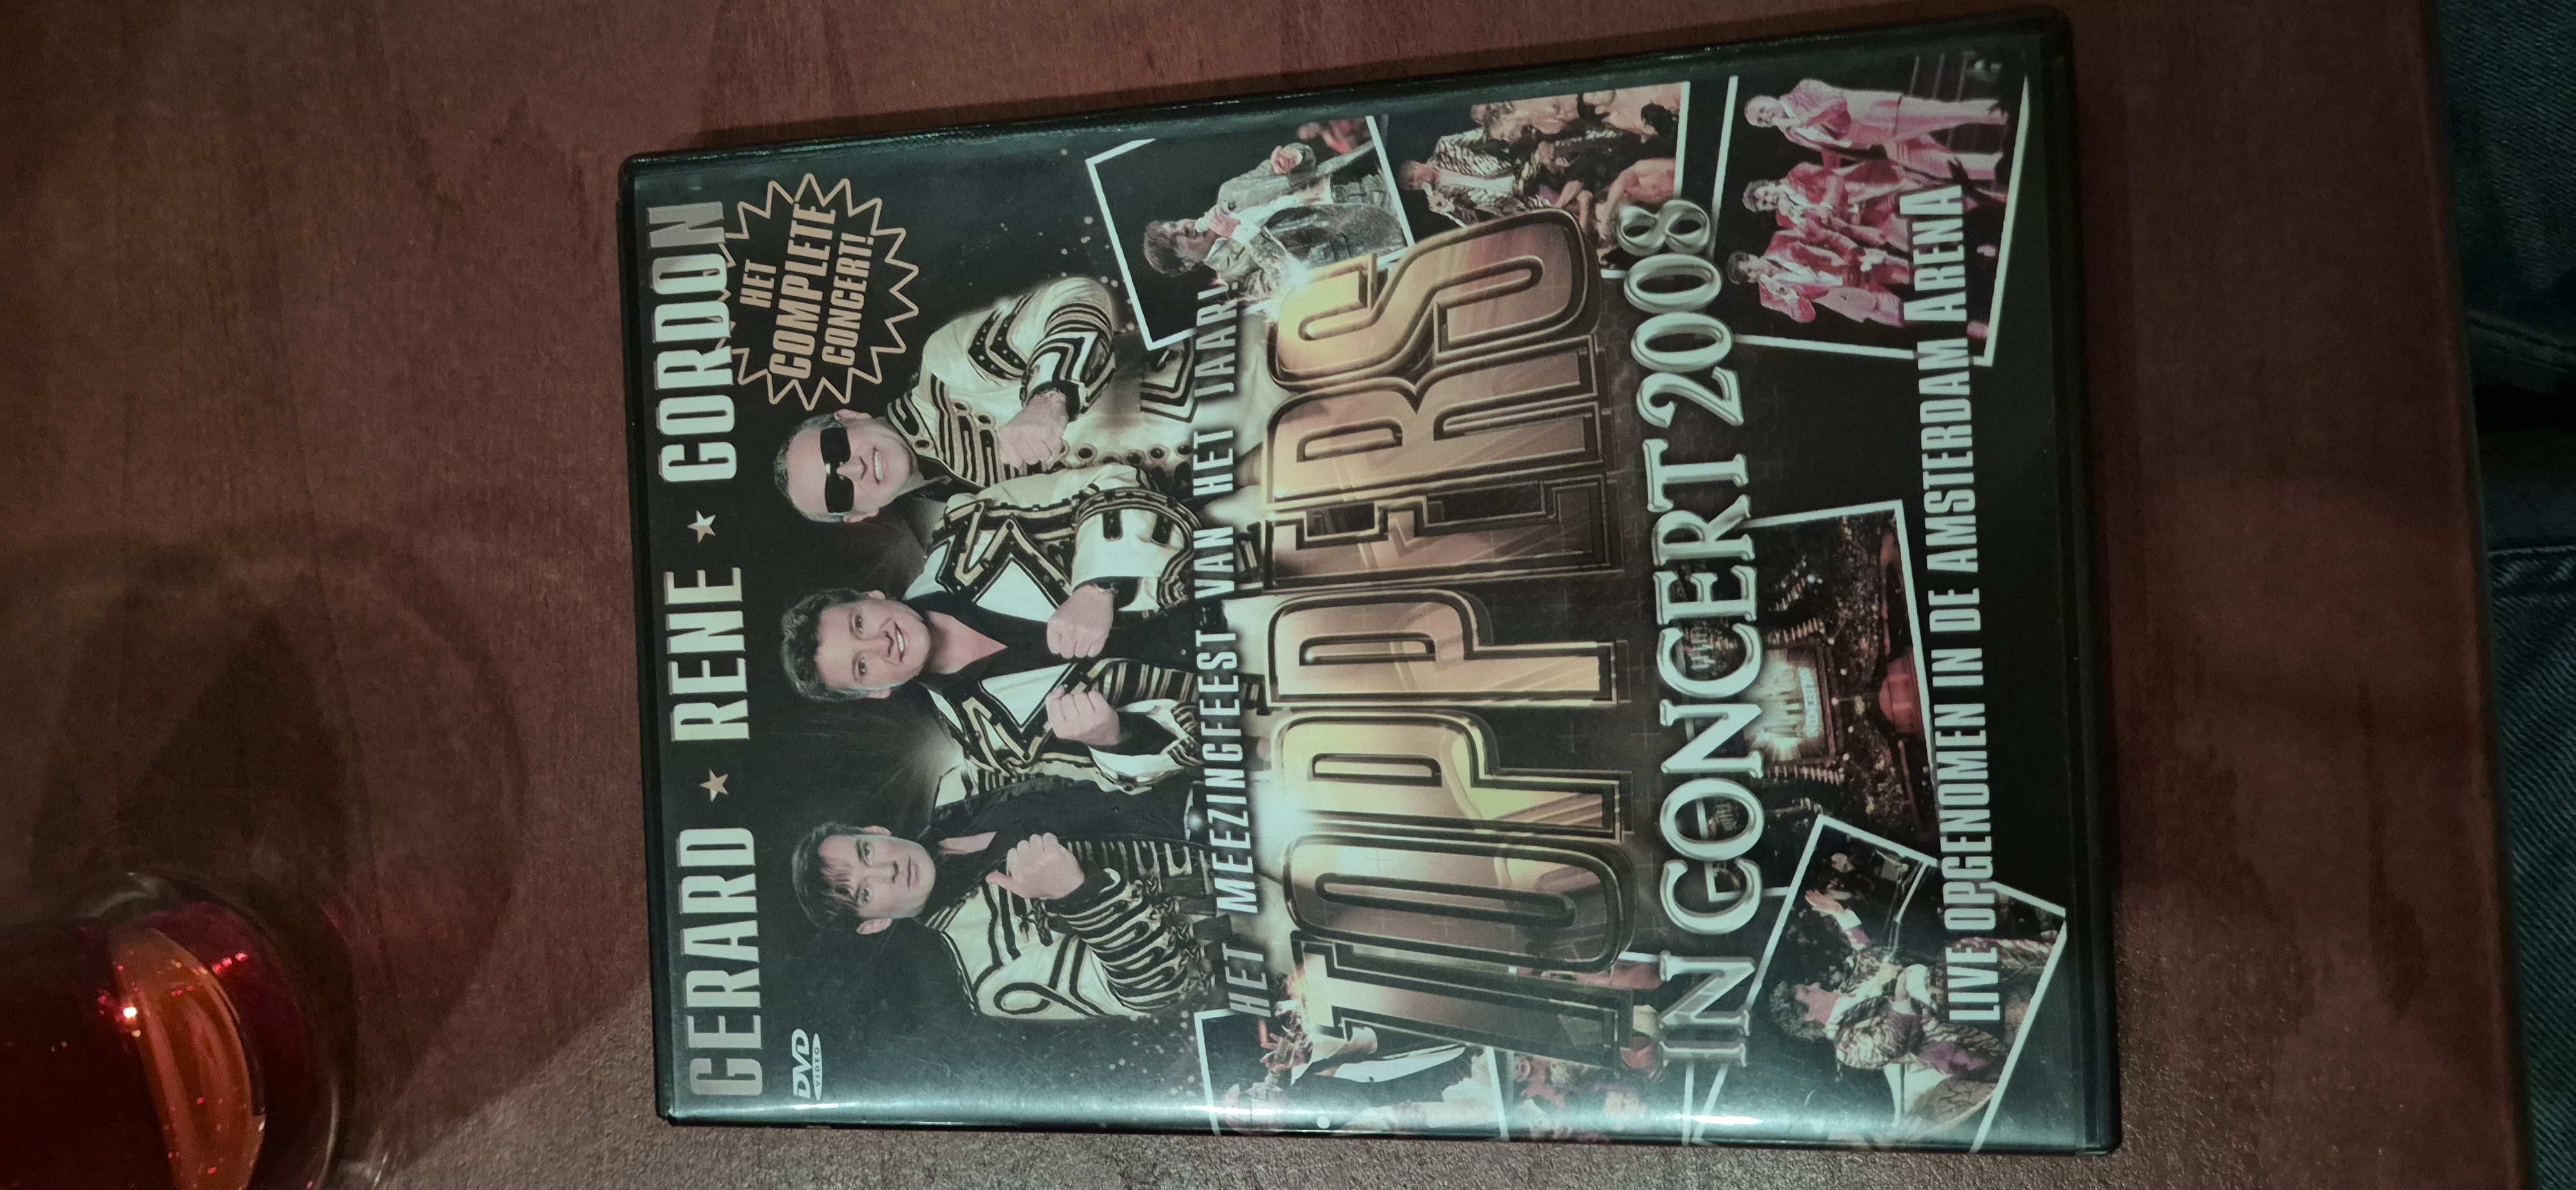 GERARD ★ RENE ★ GORDON
DVD
VIDEO
HET
COMPLETE
CONCERT!
HET MEEZINGFEEST VAN HET JAAR!
TOPPERS
IN CONCERT 2008
LIVE OPGENOMEN IN DE AMSTERDAM ARENA